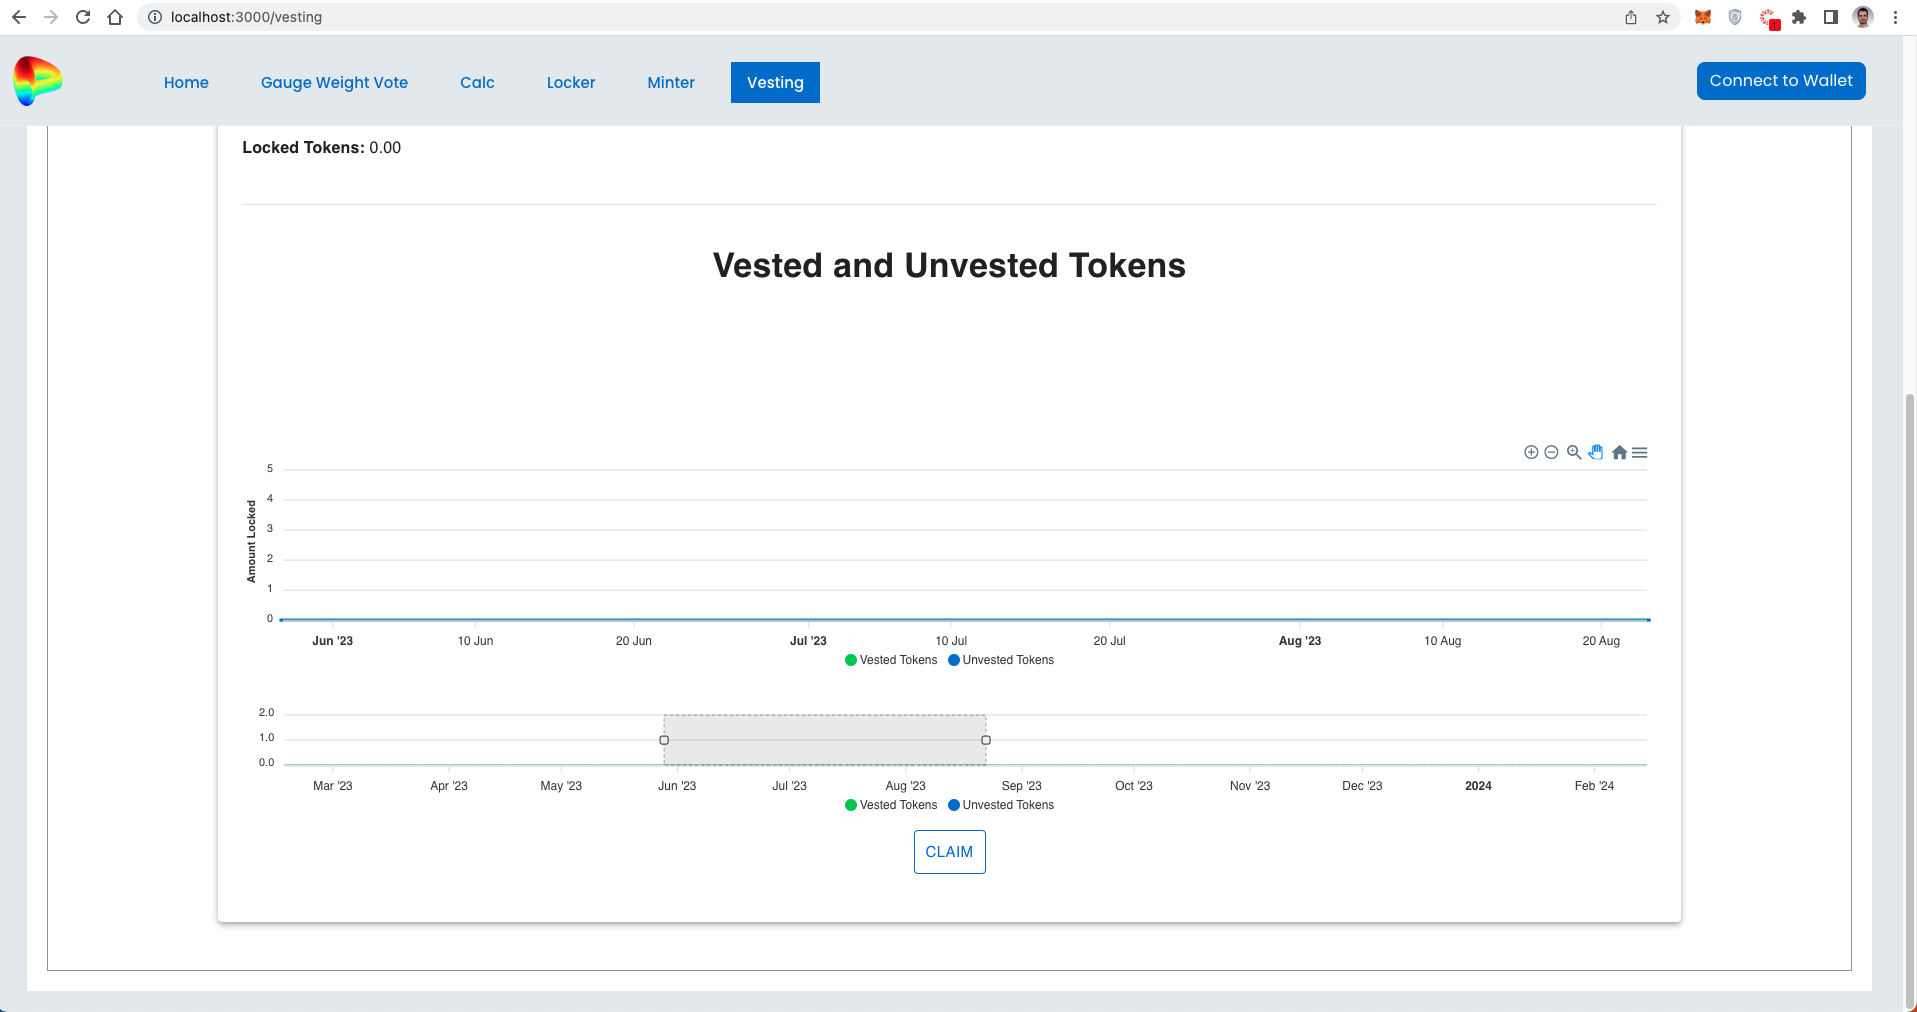 localhost:3000/vesting
1
Home Gauge Weight Vote Calc Locker Minter Vesting Connect to Wallet
Locked Tokens: 0.00
Vested and Unvested Tokens
Amount Locked
5
4
3
2
1
0
Jun '23 10 Jun 20 Jun Jul '23 10 Jul 20 Jul Aug '23 10 Aug 20 Aug
Vested Tokens Unvested Tokens
2.0
1.0
0.0
Mar '23 Apr '23 May '23 Jun '23 Jul '23 Aug '23 Sep '23 Oct '23 Nov '23 Dec '23 2024 Feb '24
Vested Tokens Unvested Tokens
CLAIM